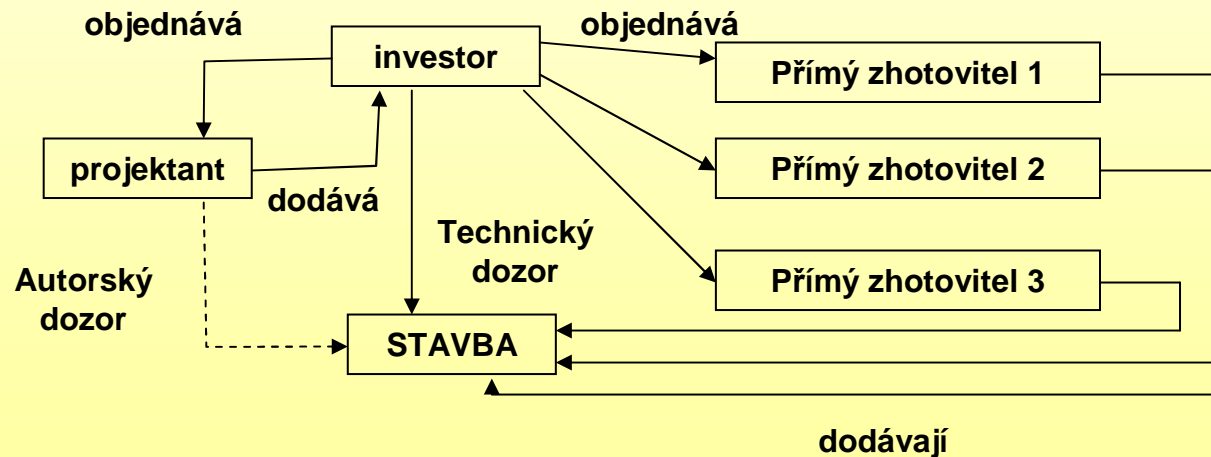 objednává
investor
objednává
Přímý zhotovitel 1
projektant
dodává
Přímý zhotovitel 2
Technický
dozor
Přímý zhotovitel 3
Autorský
dozor
STAVBA
dodávají